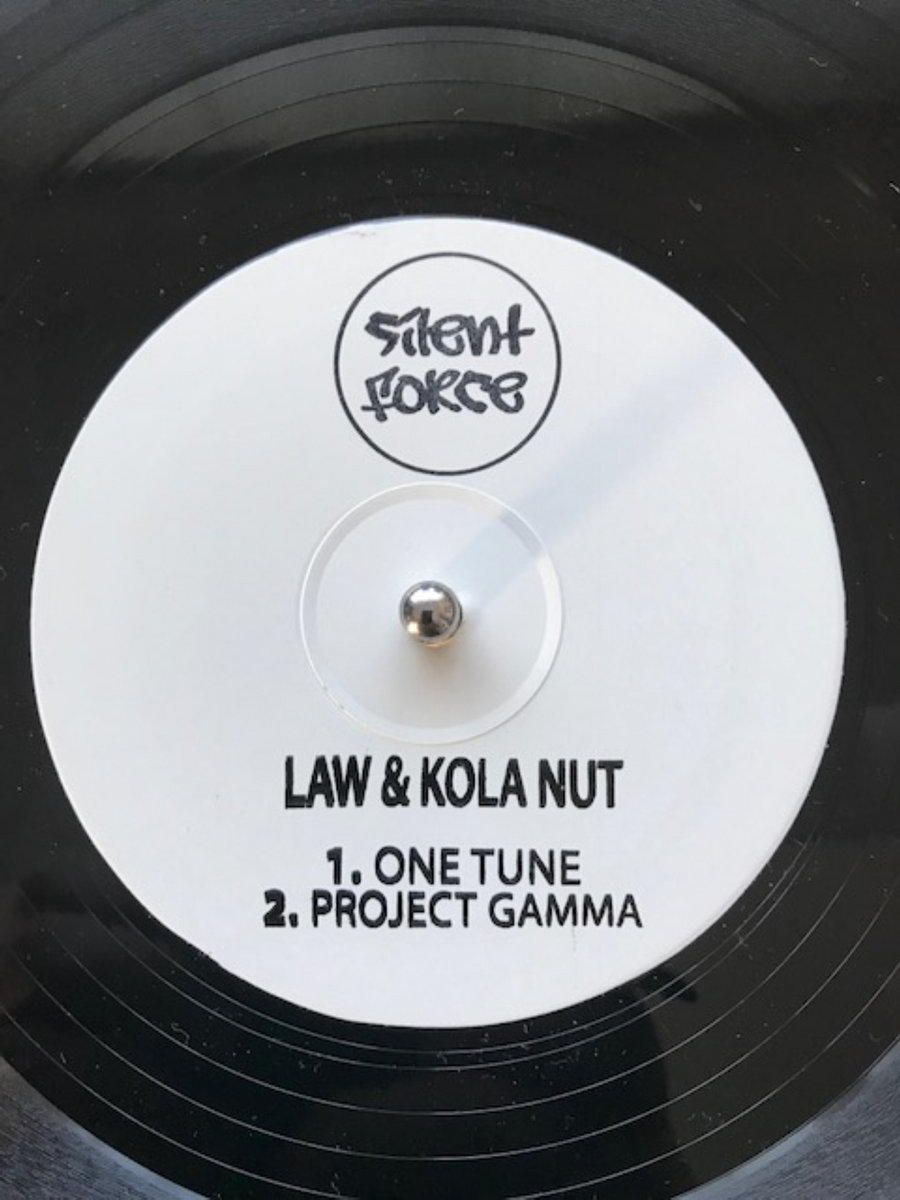 Silent
Force
LAW & KOLA NUT
1. ONE TUNE
2. PROJECT GAMMA